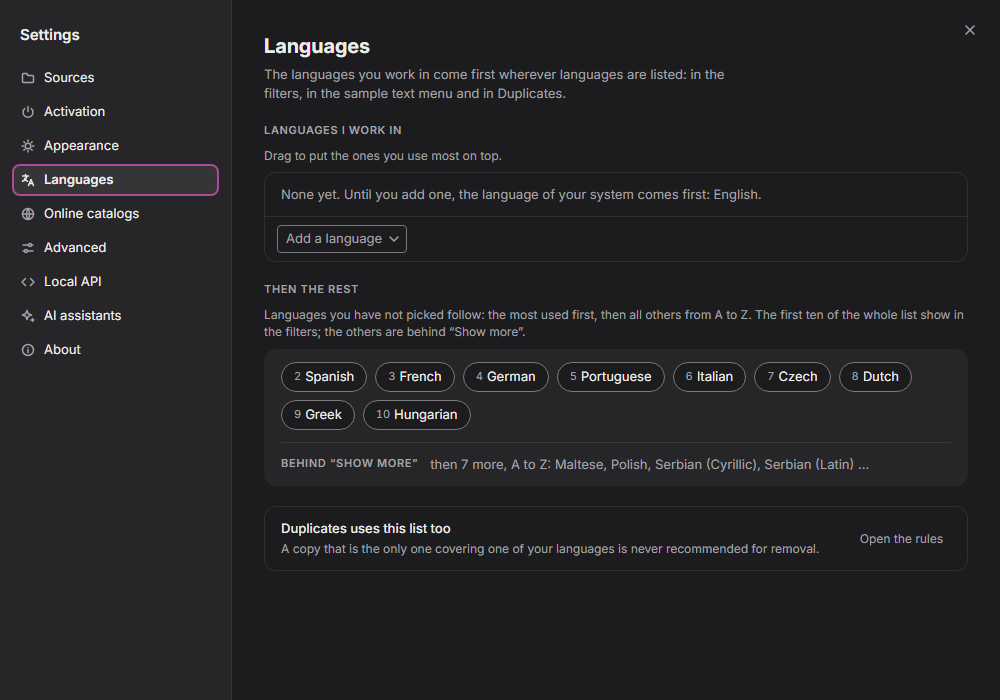 Settings
Sources
Activation
Appearance
Languages
Online catalogs
Advanced
Local API
AI assistants
About
Languages
The languages you work in come first wherever languages are listed: in the
filters, in the sample text menu and in Duplicates.
LANGUAGES I WORK IN
Drag to put the ones you use most on top.
None yet. Until you add one, the language of your system comes first: English.
Add a language
THEN THE REST
Languages you have not picked follow: the most used first, then all others from A to Z. The first ten of the whole list show in
the filters; the others are behind “Show more”.
2 Spanish 3 French 4 German 5 Portuguese 6 Italian 7 Czech 8 Dutch
9 Greek 10 Hungarian
BEHIND “SHOW MORE” then 7 more, A to Z: Maltese, Polish, Serbian (Cyrillic), Serbian (Latin) ...
Duplicates uses this list too
A copy that is the only one covering one of your languages is never recommended for removal.
Open the rules